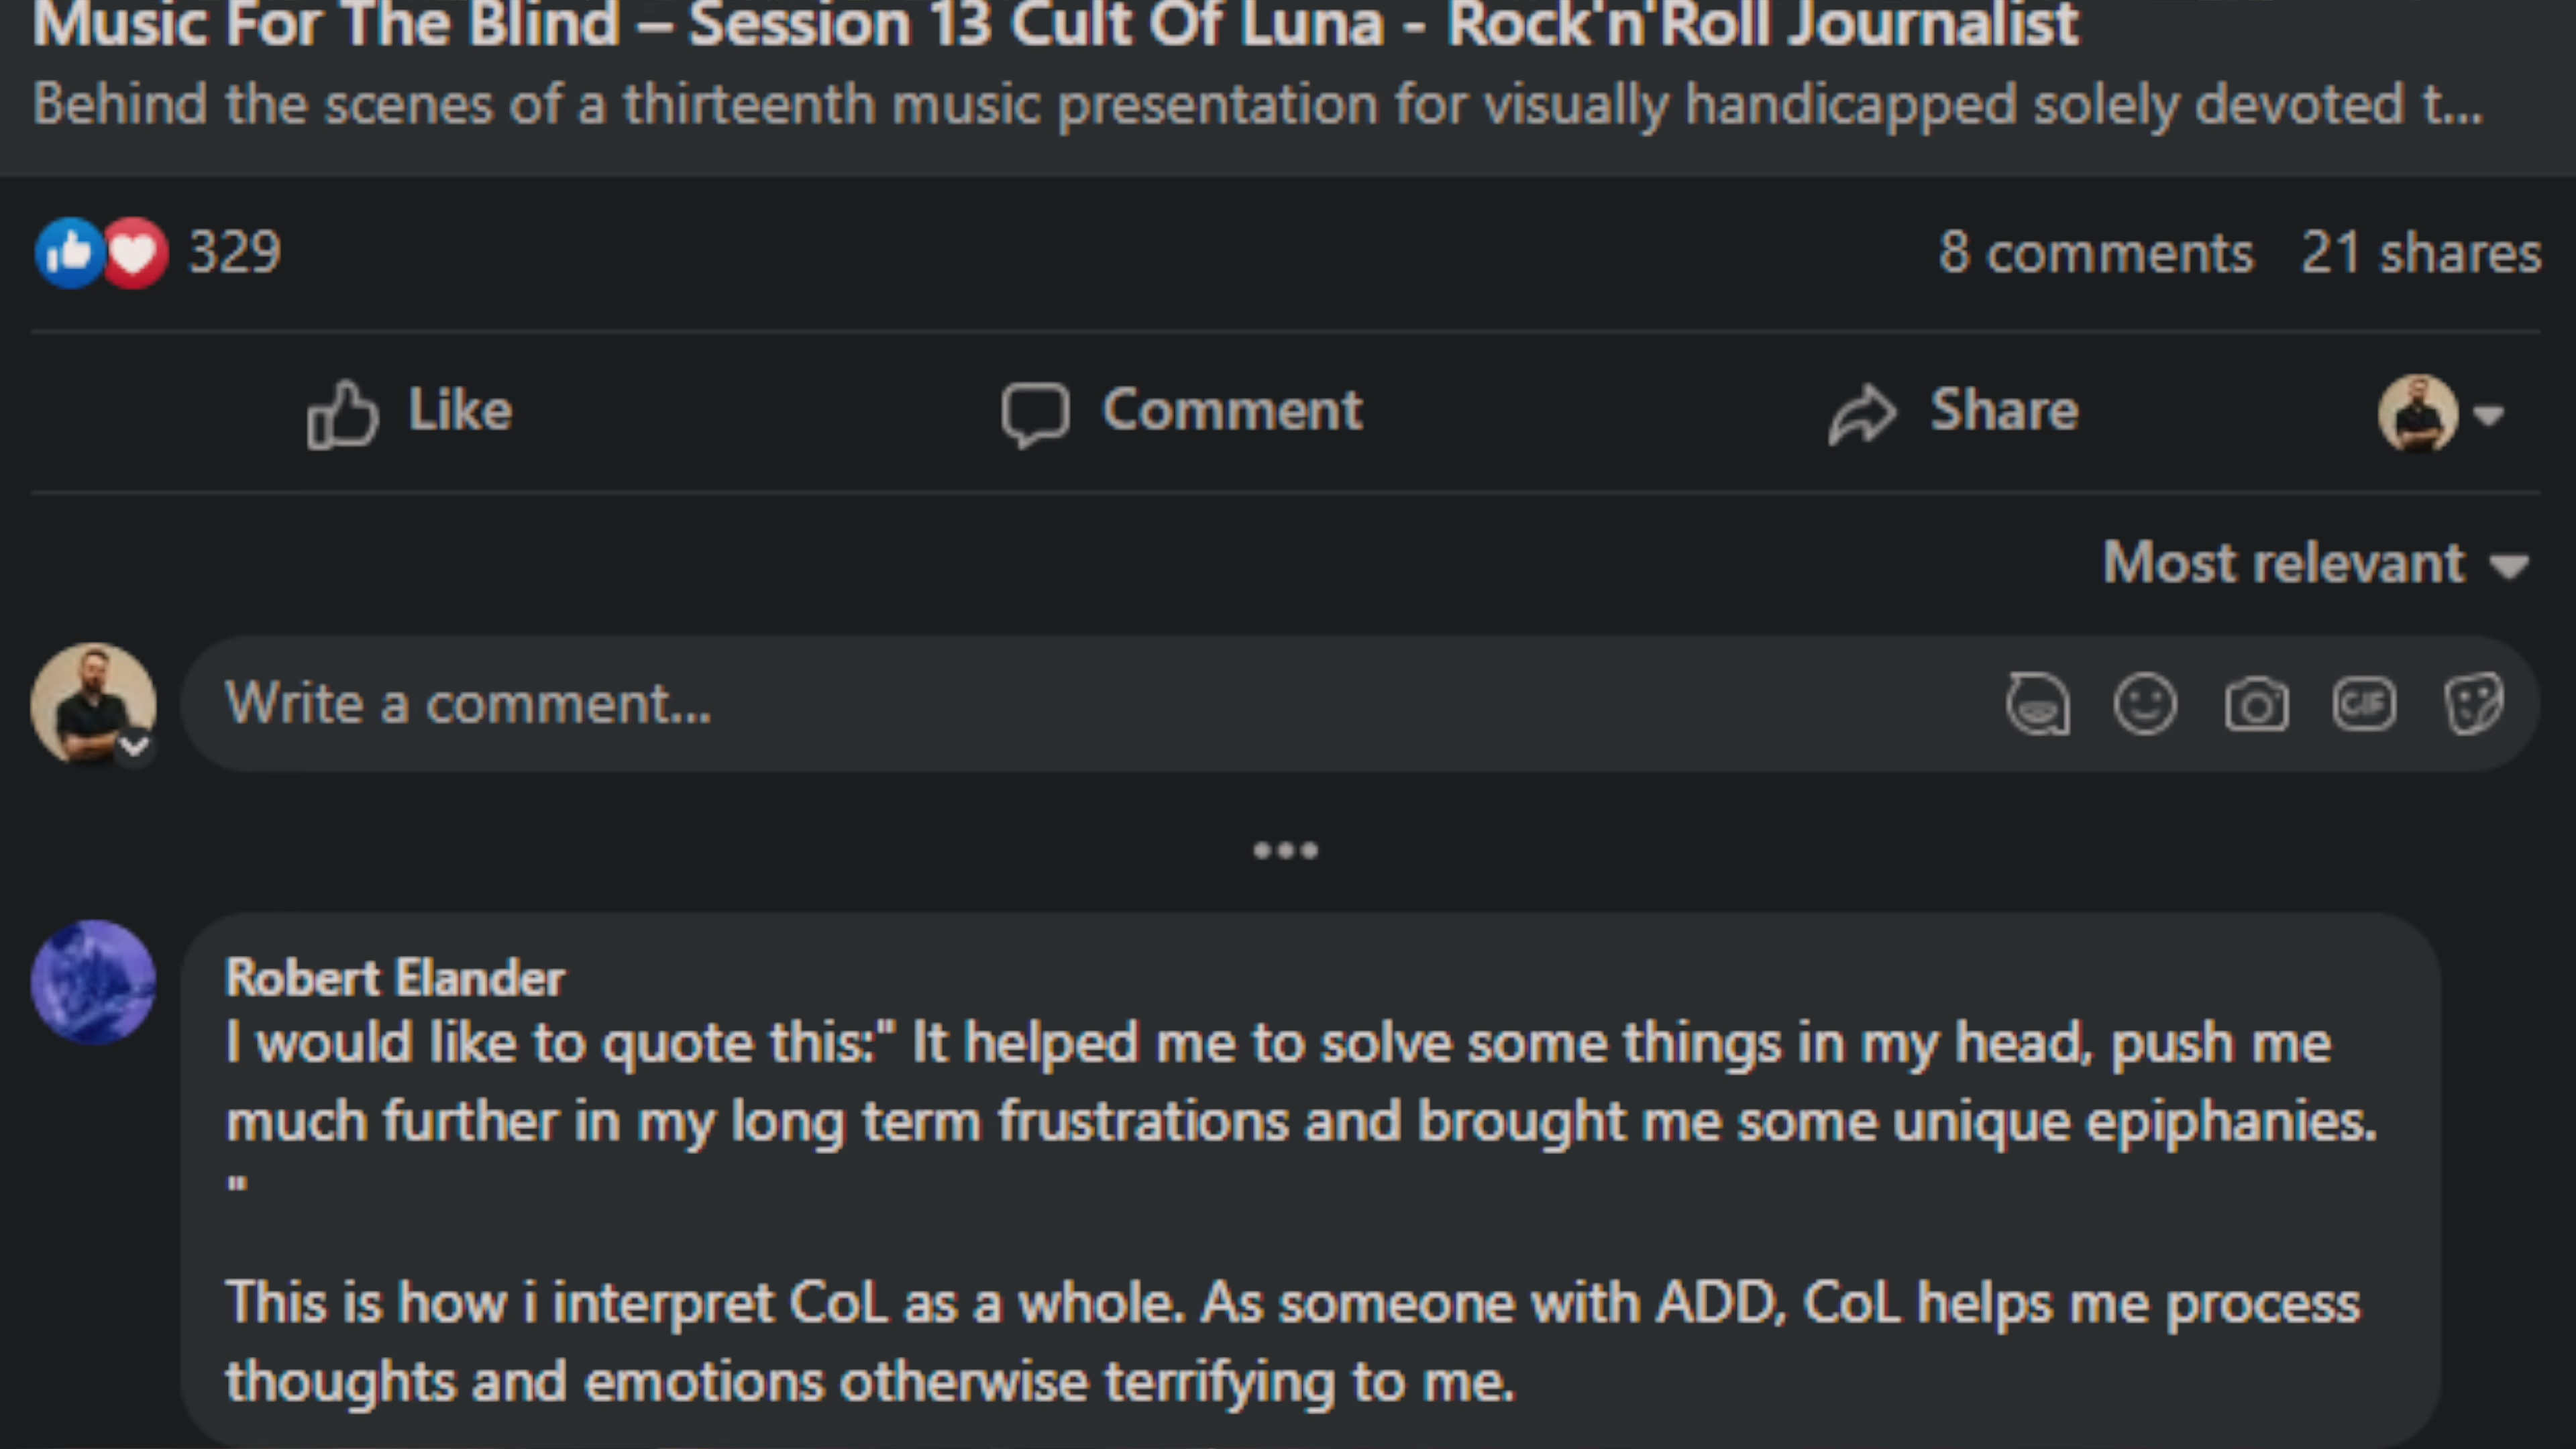 Music For The Blind – Session 13 Cult Of Luna - Rock'n'Roll Journalist
Behind the scenes of a thirteenth music presentation for visually handicapped solely devoted t...
329
8 comments 21 shares
Like Comment Share
Most relevant
Write a comment...
GIF
Robert Elander
I would like to quote this:" It helped me to solve some things in my head, push me
much further in my long term frustrations and brought me some unique epiphanies.
"
This is how i interpret CoL as a whole. As someone with ADD, CoL helps me process
thoughts and emotions otherwise terrifying to me.